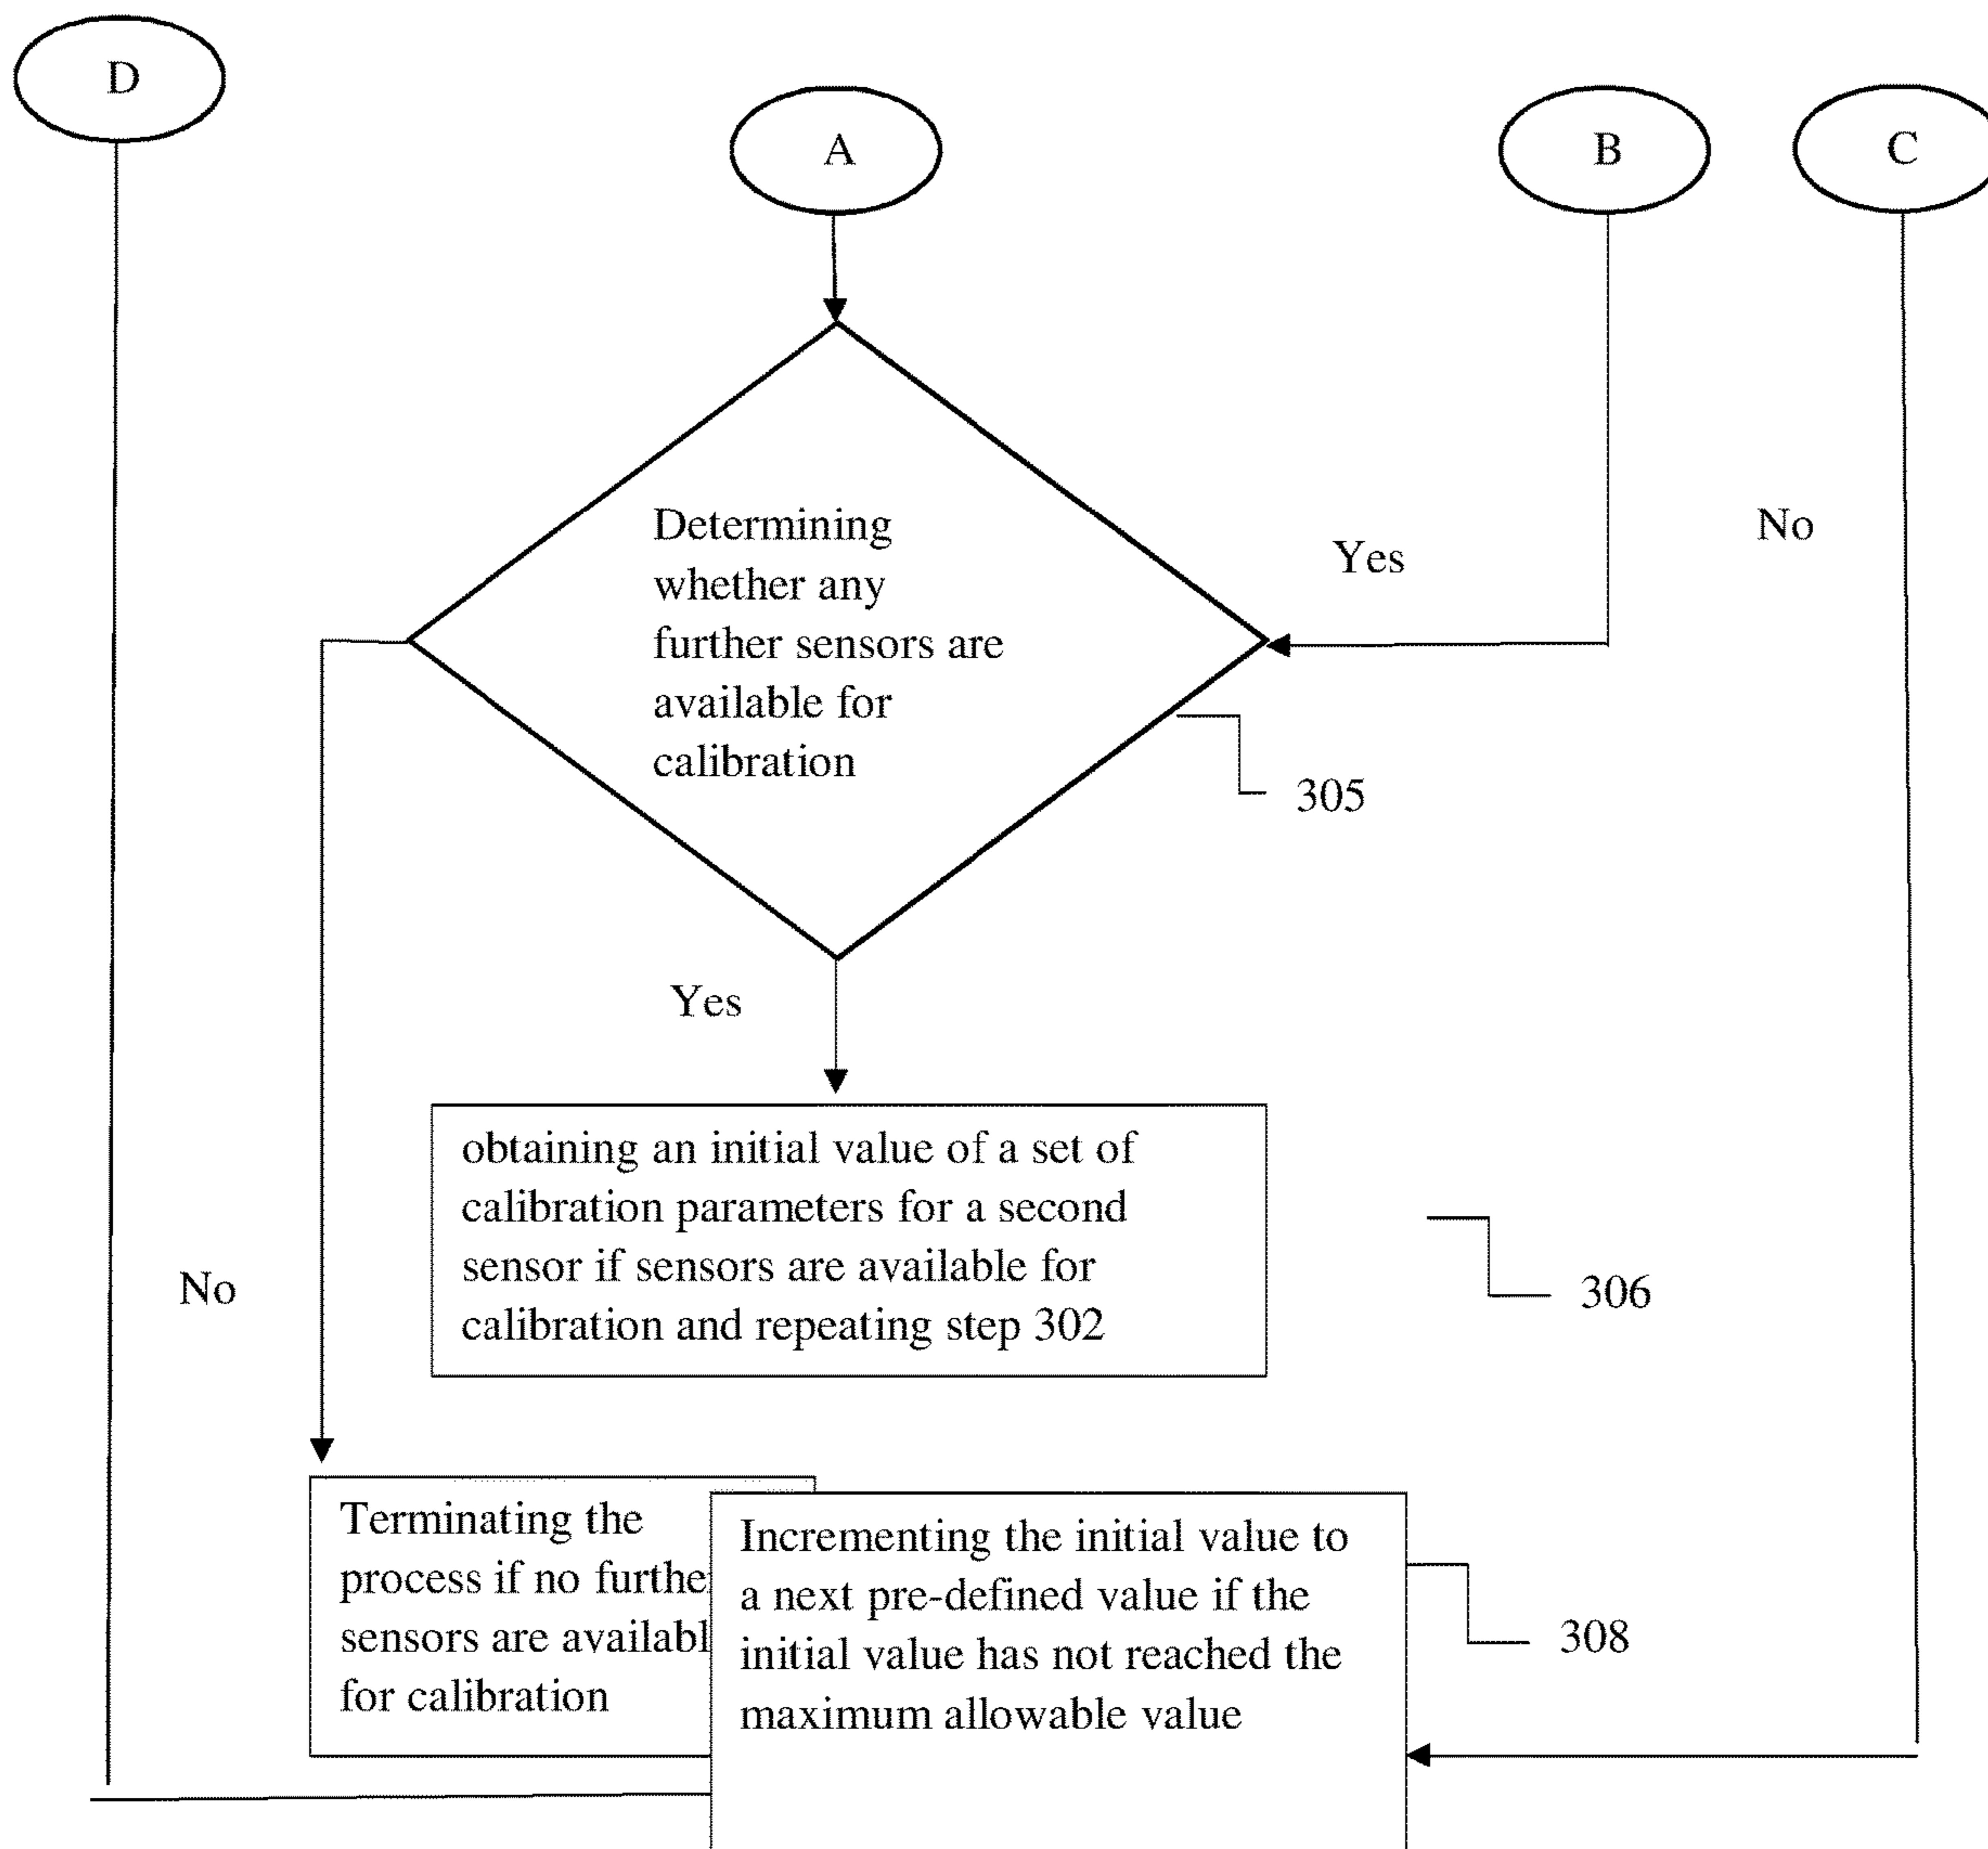 D
A
B
C
Determining
whether any
further sensors are
available for
calibration
Yes
No
305
Yes
obtaining an initial value of a set of
calibration parameters for a second
sensor if sensors are available for
calibration and repeating step 302
306
No
Terminating the
process if no furthe
sensors are availabl
for calibration
Incrementing the initial value to
a next pre-defined value if the
initial value has not reached the
maximum allowable value
308